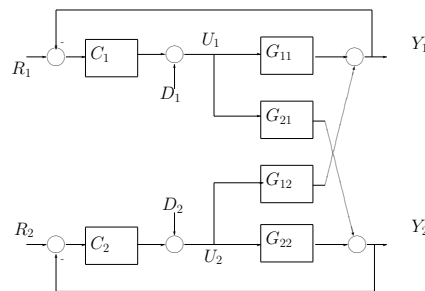 -
C₁
U₁
G₁₁
Y₁
R₁
D₁
G₂₁
G₁₂
D₂
R₂
C₂
U₂
G₂₂
Y₂
-